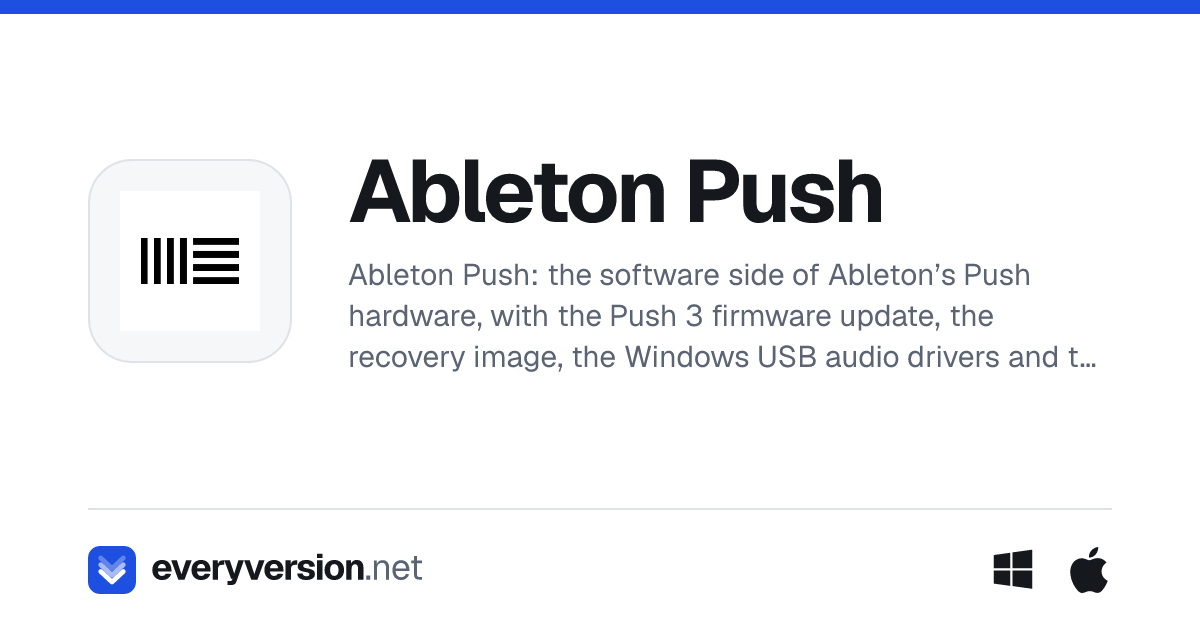 Ableton Push
Ableton Push: the software side of Ableton’s Push
hardware, with the Push 3 firmware update, the
recovery image, the Windows USB audio drivers and t…
everyversion.net